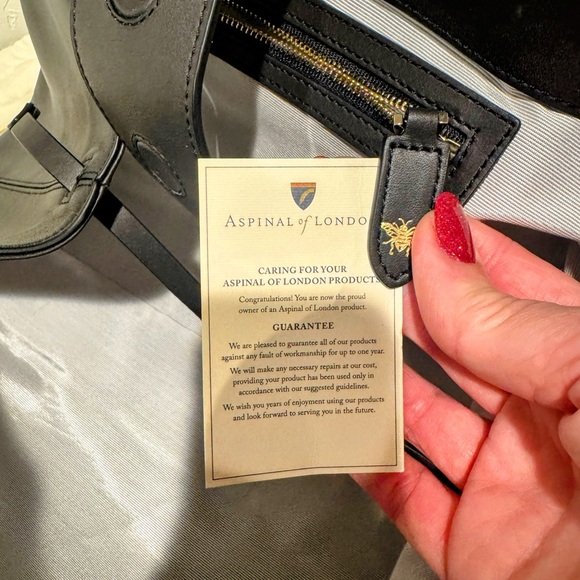 ASPINAL of LONDO
CARING FOR YOUR
ASPINAL OF LONDON PRODUCTS
Congratulations! You are now the proud
owner of an Aspinal of London product.
GUARANTEE
We are pleased to guarantee all of our products
against any fault of workmanship for up to one year.
We will make any necessary repairs at our cost,
providing your product has been used only in
accordance with our suggested guidelines.
We wish you years of enjoyment using our products
and look forward to serving you in the future.